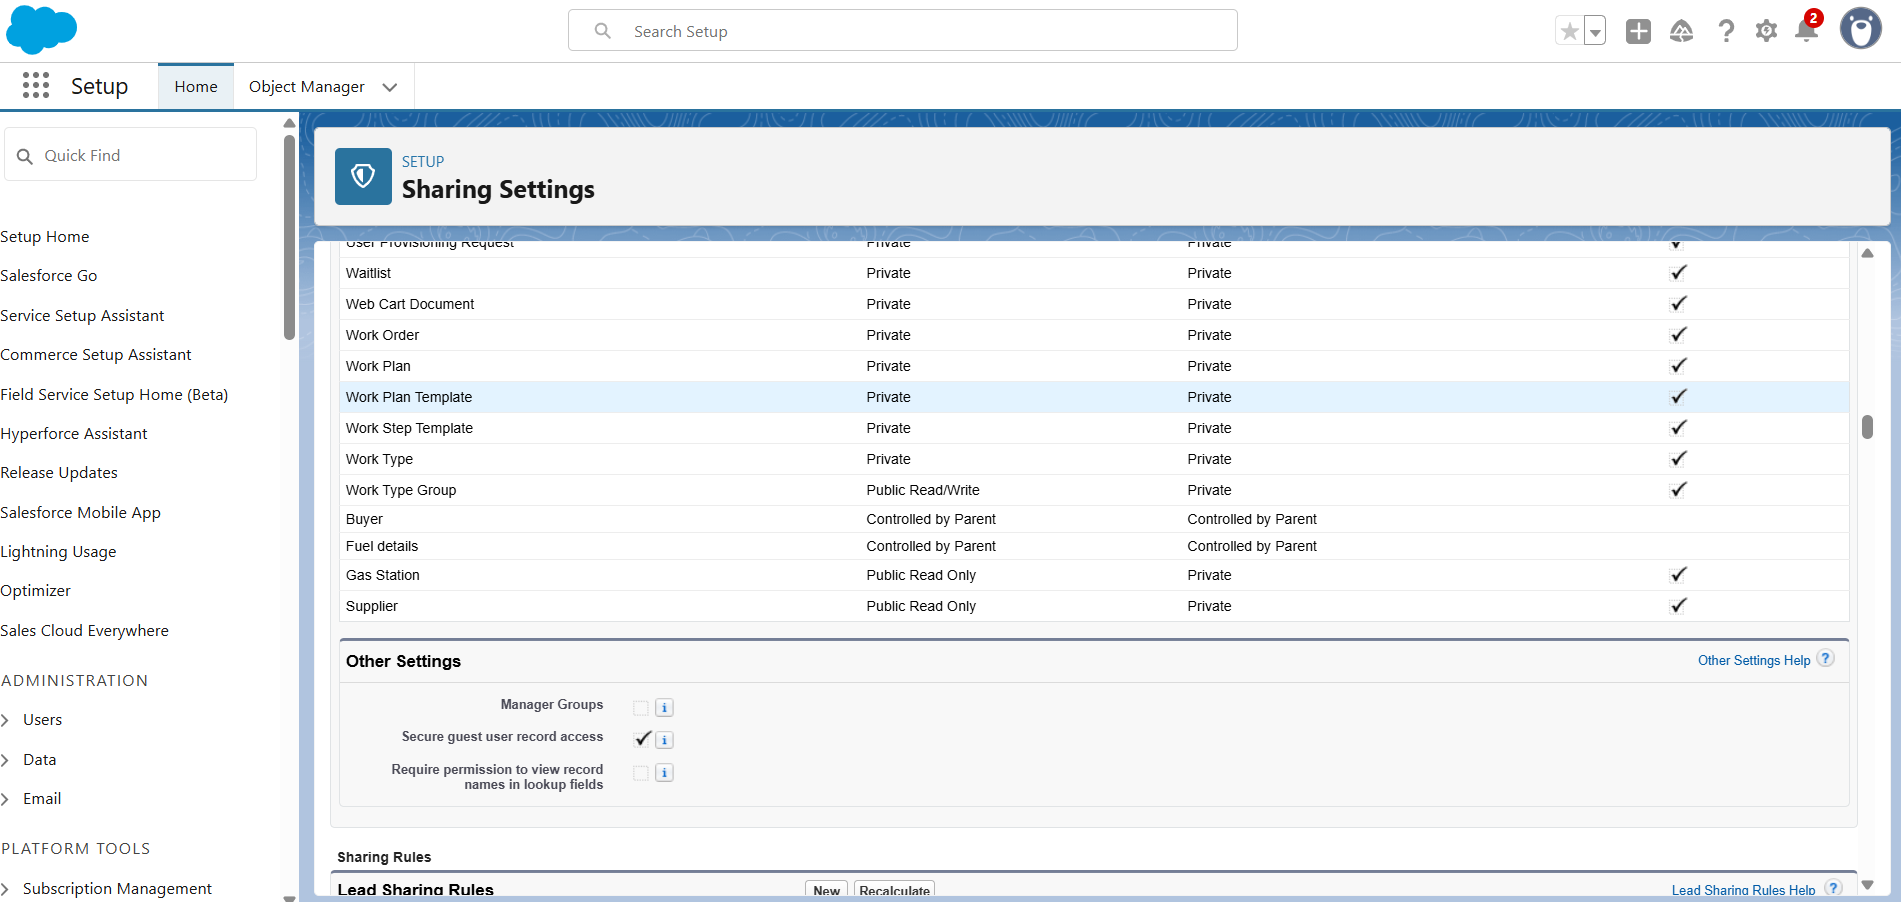 Search Setup
2
Setup
Home
Object Manager
Quick Find
Setup Home
Salesforce Go
Service Setup Assistant
Commerce Setup Assistant
Field Service Setup Home (Beta)
Hyperforce Assistant
Release Updates
Salesforce Mobile App
Lightning Usage
Optimizer
Sales Cloud Everywhere
ADMINISTRATION
Users
Data
Email
PLATFORM TOOLS
Subscription Management
SETUP
Sharing Settings
User Provisioning Request Private Private
Waitlist Private Private
Web Cart Document Private Private
Work Order Private Private
Work Plan Private Private
Work Plan Template Private Private
Work Step Template Private Private
Work Type Private Private
Work Type Group Public Read/Write Private
Buyer Controlled by Parent Controlled by Parent
Fuel details Controlled by Parent Controlled by Parent
Gas Station Public Read Only Private
Supplier Public Read Only Private
Other Settings
Other Settings Help ?
Manager Groups i
Secure guest user record access i
Require permission to view record
names in lookup fields i
Sharing Rules
Lead Sharing Rules New Recalculate Lead Sharing Rules Help ?